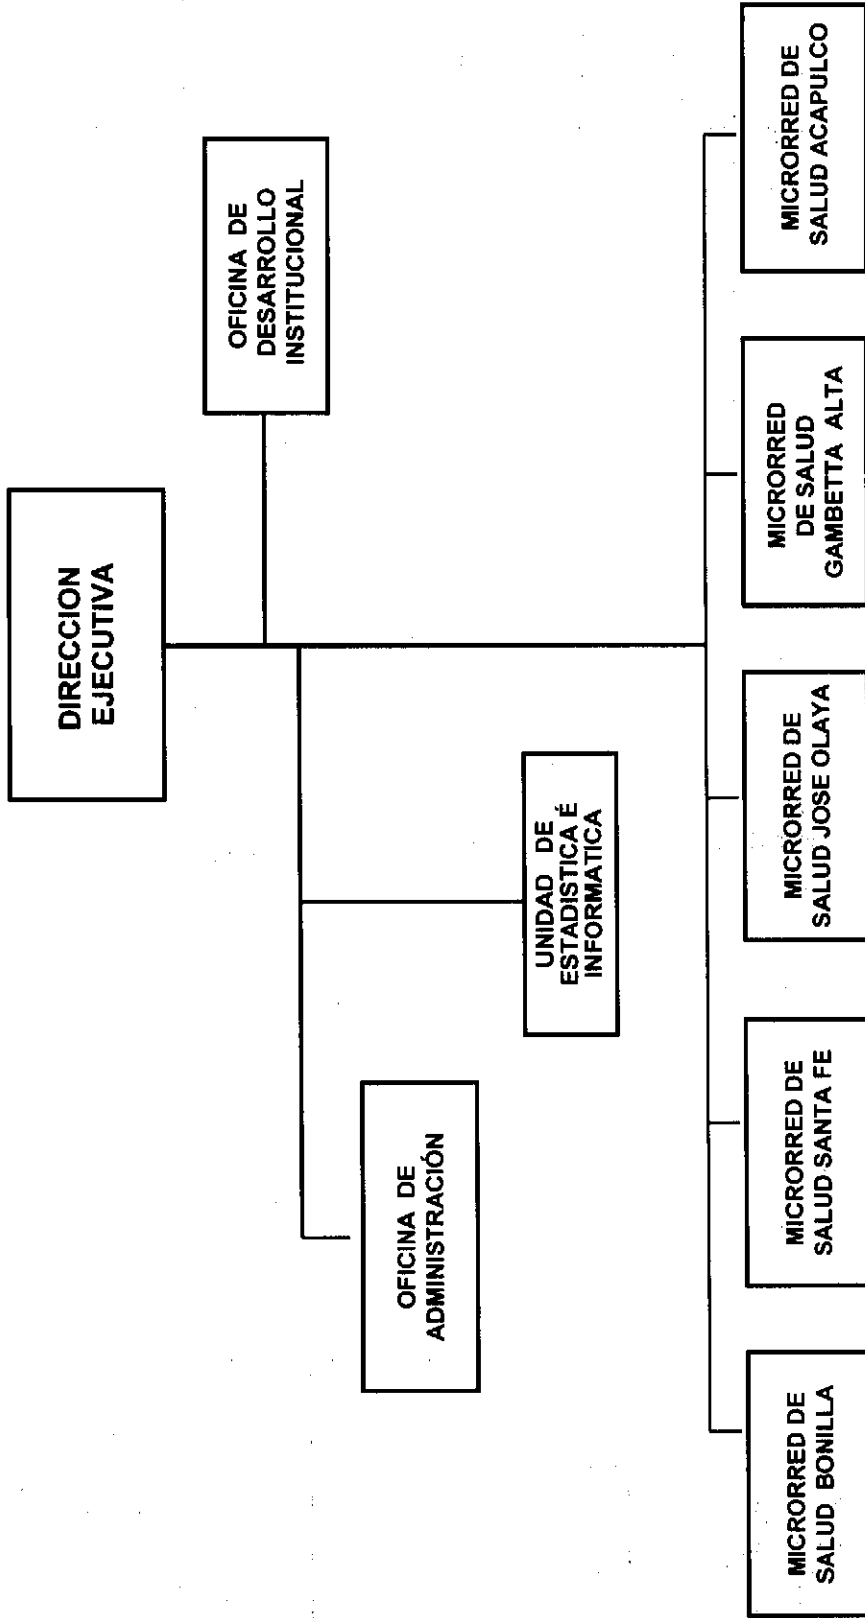 DIRECCION
EJECUTIVA
OFICINA DE
DESARROLLO
INSTITUCIONAL
OFICINA DE
ADMINISTRACIÓN
UNIDAD DE
ESTADISTICA É
INFORMATICA
MICRORRED DE
SALUD BONILLA
MICRORRED DE
SALUD SANTA FE
MICRORRED DE
SALUD JOSE OLAYA
MICRORRED
DE SALUD
GAMBETTA ALTA
MICRORRED DE
SALUD ACAPULCO